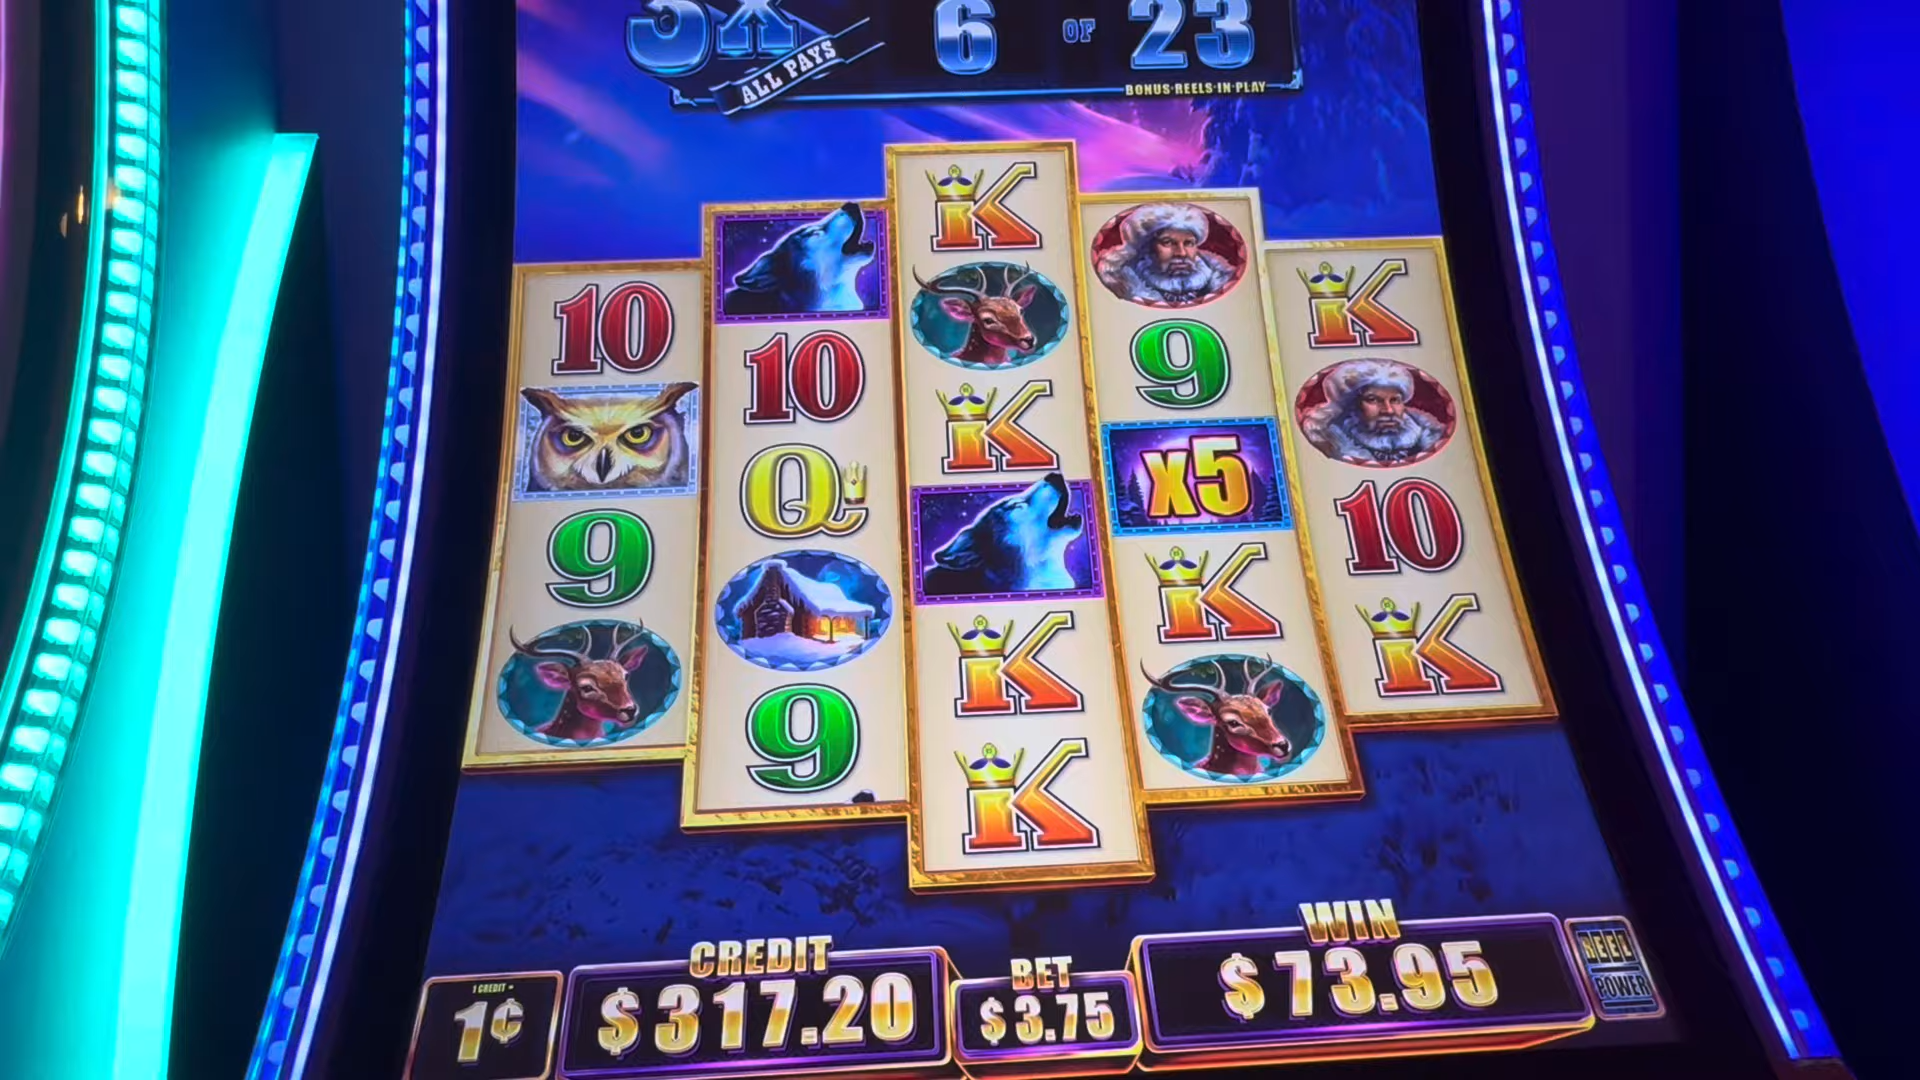 3X
ALL PAYS
6 OF 23
BONUS REELS IN PLAY
K
10
K
10
9
K
Q
x5
9
10
K
K
K
9
K
CREDIT
WIN
1 CREDIT =
1¢
$317.20
BET
$3.75
$73.95
REEL
POWER